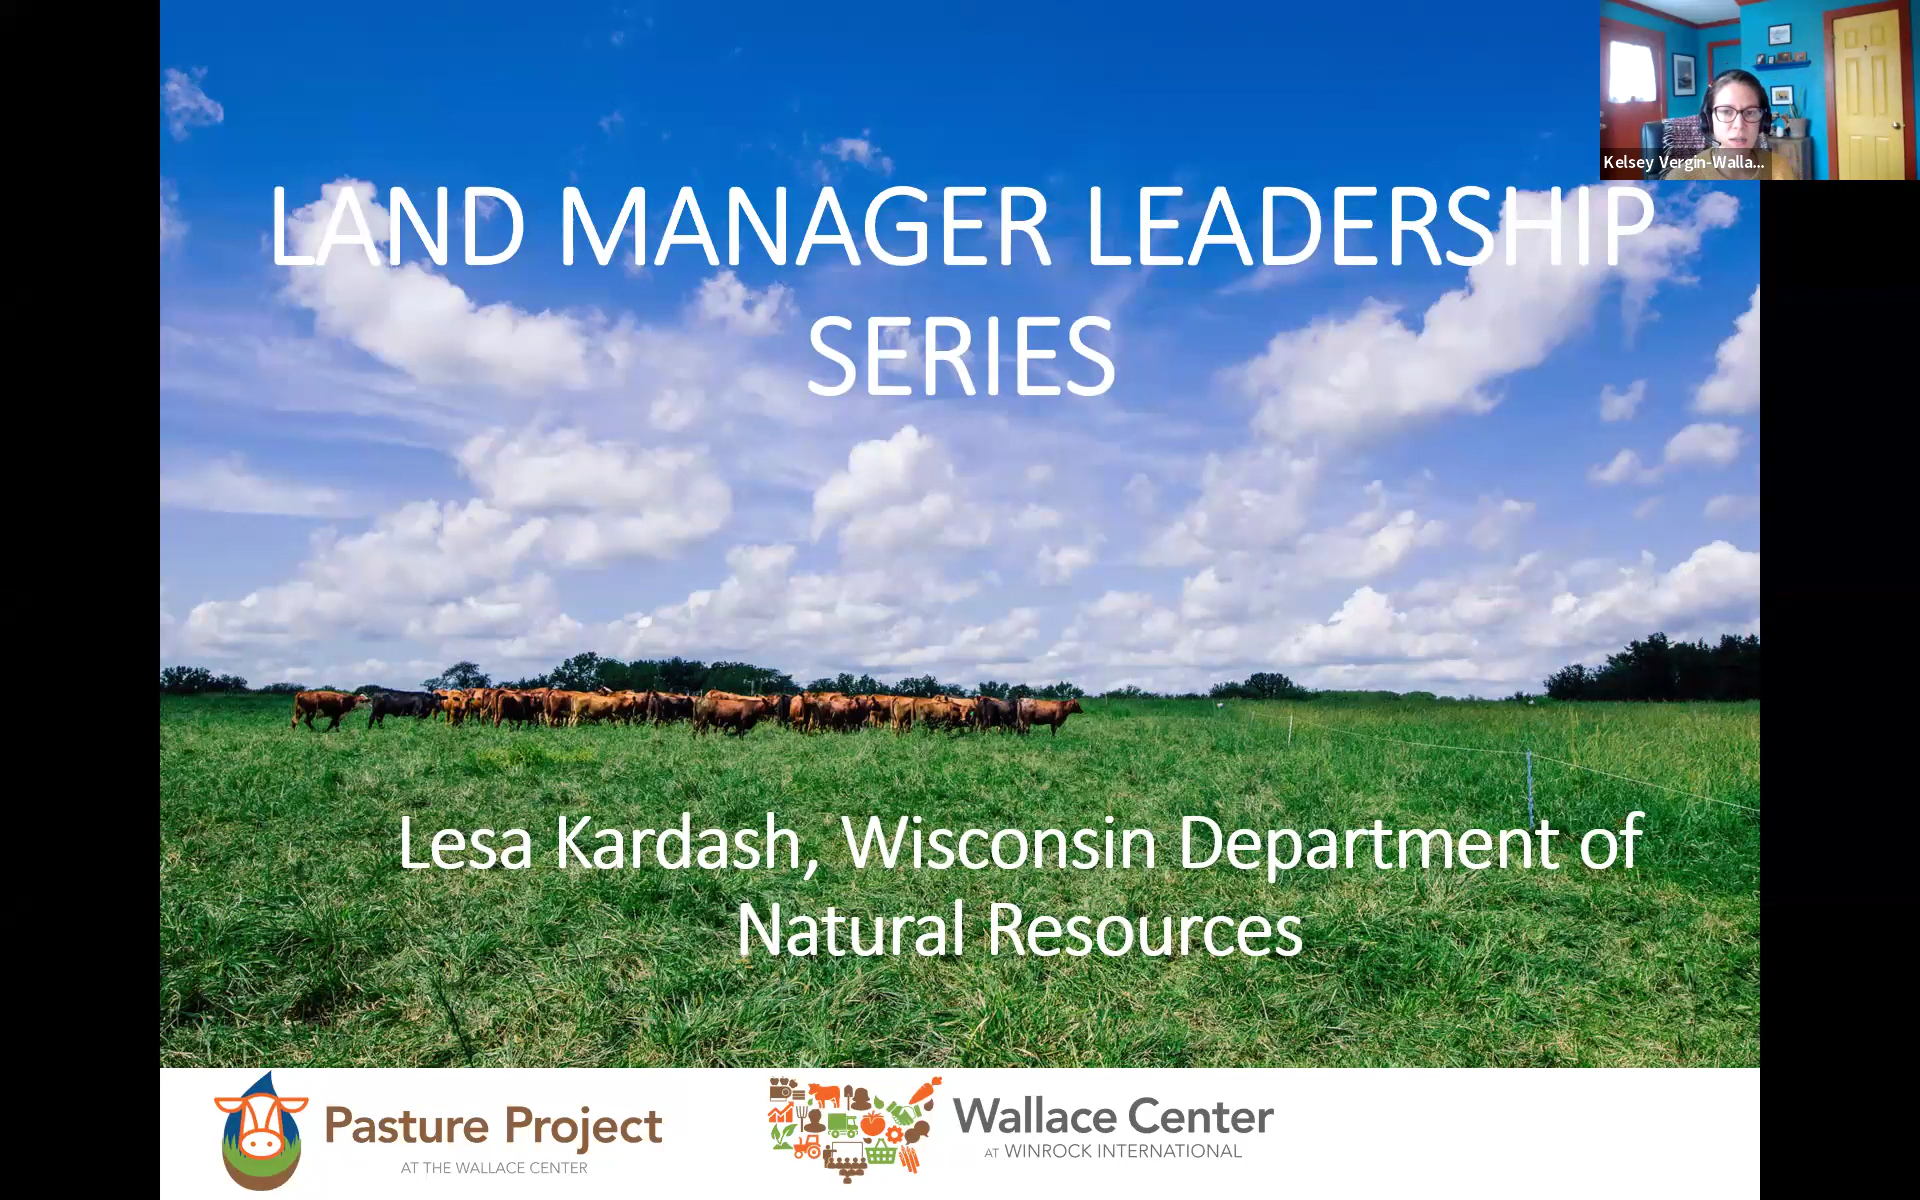 Kelsey Vergin-Walla...
LAND MANAGER LEADERSHIP
SERIES
Lesa Kardash, Wisconsin Department of
Natural Resources
Pasture Project
AT THE WALLACE CENTER
Wallace Center
AT WINROCK INTERNATIONAL